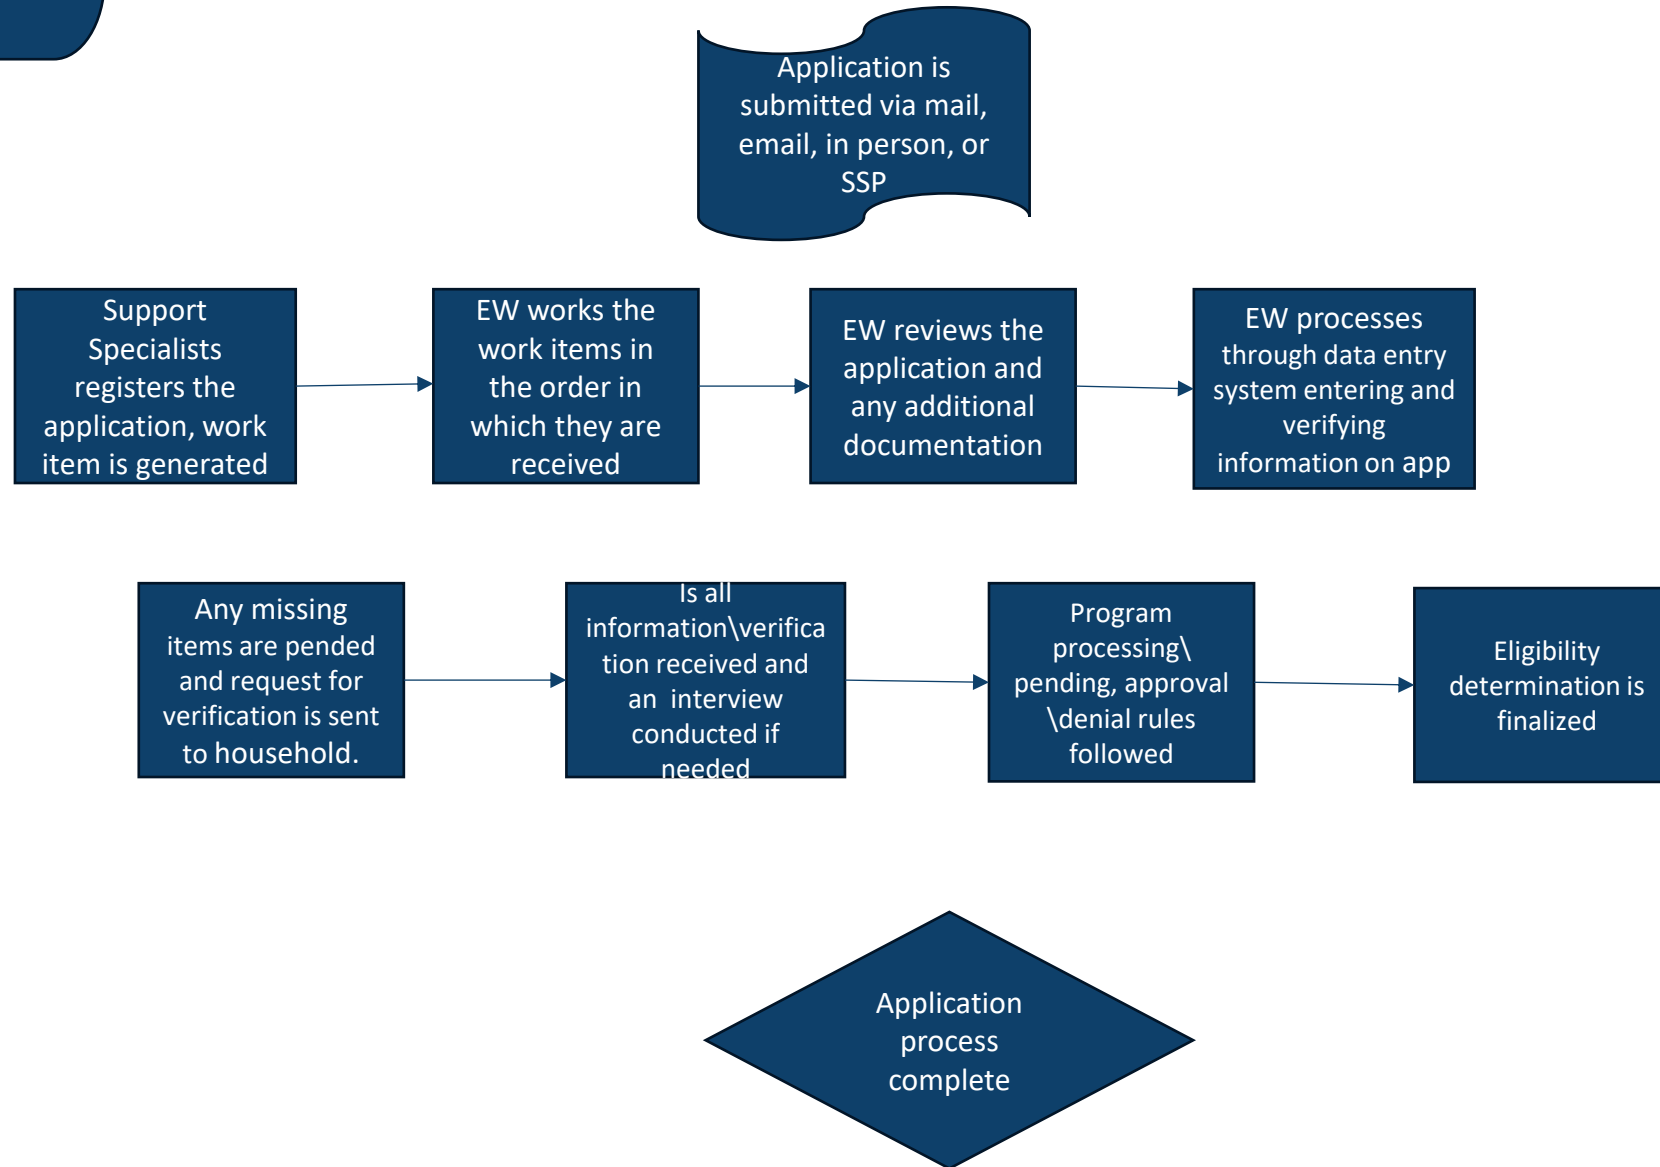 Application is
submitted via mail,
email, in person, or
SSP
Support
Specialists
registers the
application, work
item is generated
EW works the
work items in
the order in
which they are
received
EW reviews the
application and
any additional
documentation
EW processes
through data entry
system entering and
verifying
information on app
Any missing
items are pended
and request for
verification is sent
to household.
Is all
information\verifica
tion received and
an interview
conducted if
needed
Program
processing\
pending, approval
\denial rules
followed
Eligibility
determination is
finalized
Application
process
complete